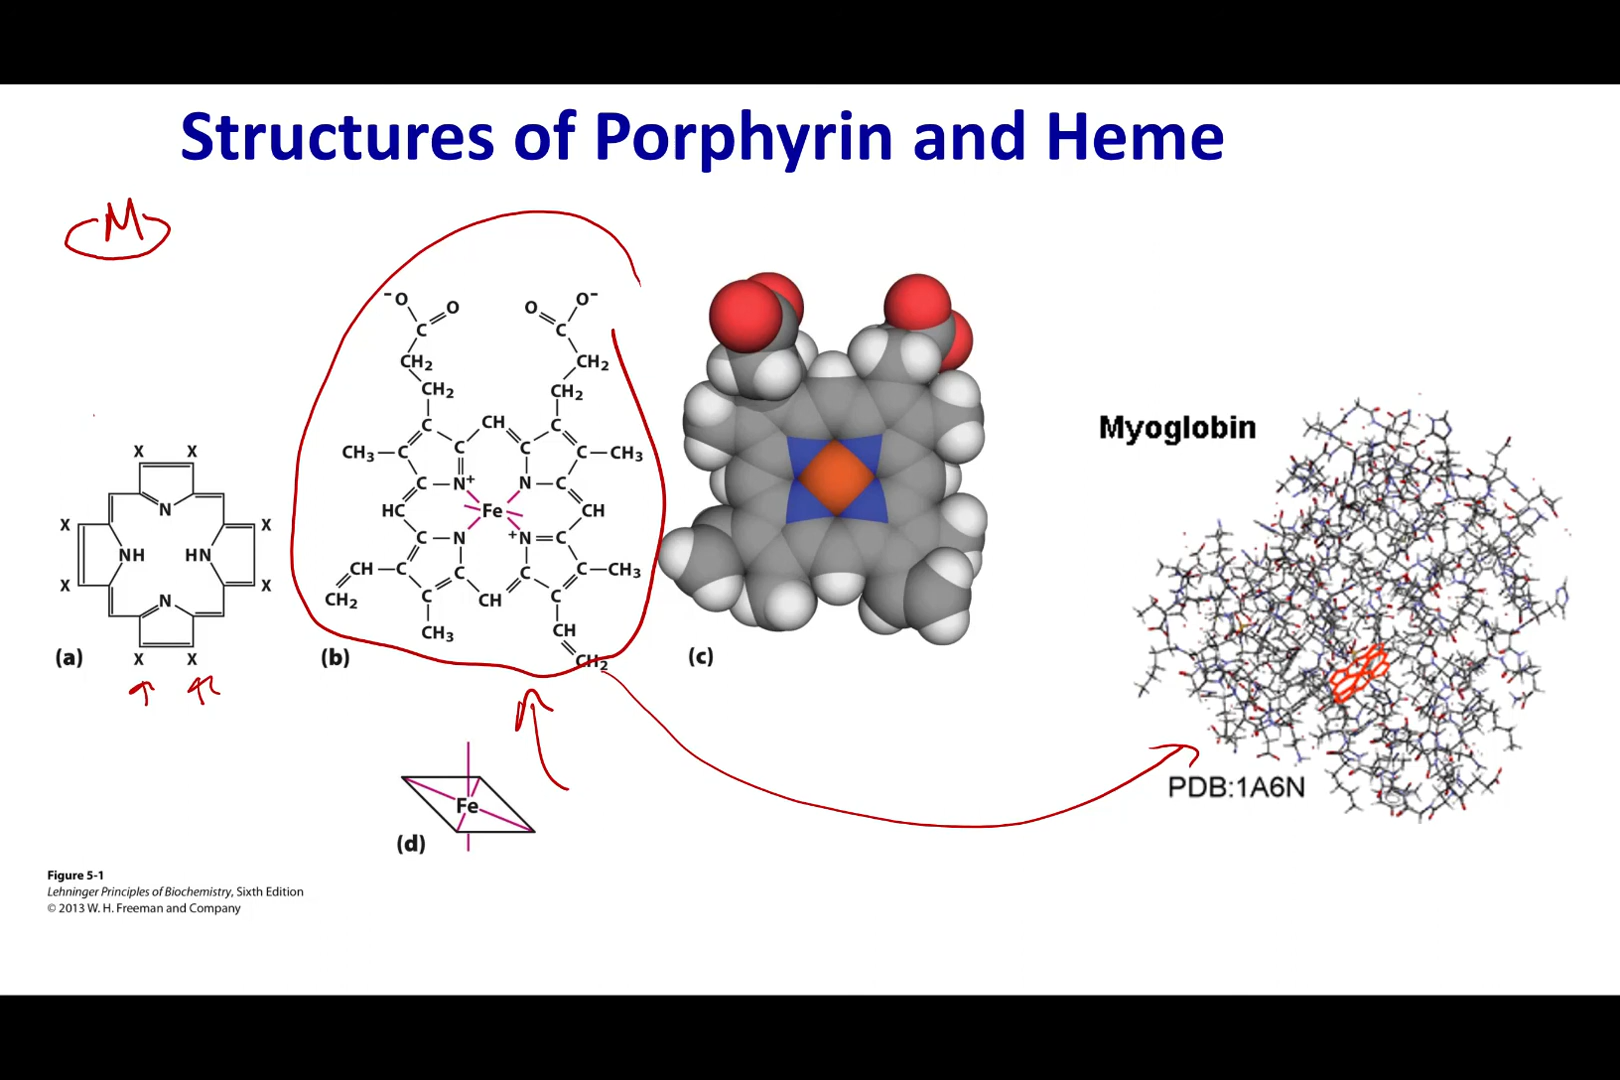 Structures of Porphyrin and Heme
M
X X
N
X X
NH HN
X X
N
X X
(a)
⁻O O O O⁻
C C
CH₂ CH₂
CH₂ CH₂
C CH C
CH₃ C C C C CH₃
C N⁺ N C
HC Fe CH
C N ⁺N C
CH C C C C CH₃
CH₂ C CH C
CH₃ CH
CH₂
(b)
(c)
Fe
(d)
Myoglobin
PDB:1A6N
Figure 5-1
Lehninger Principles of Biochemistry, Sixth Edition
© 2013 W. H. Freeman and Company